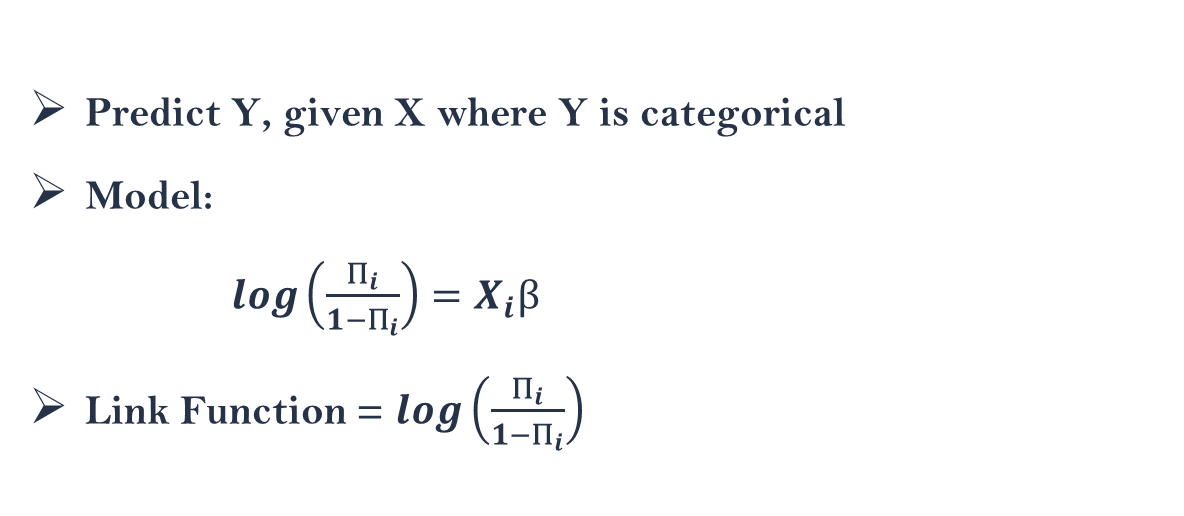 ➢ Predict Y, given X where Y is categorical
➢ Model:
log(Πi/1−Πi) = Xiβ
➢ Link Function = log(Πi/1−Πi)